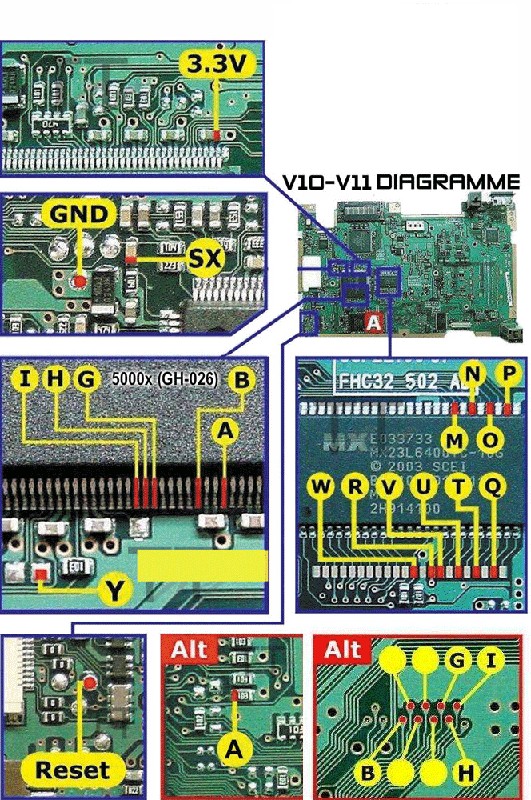 3.3V
V10-V11 DIAGRAMME
GND
SX
A
I H G 5000x (GH-026) B
A
Y
FHC32 502 A
N P
M O
MX E033733
MX23L6400
© 2003 SCEI
W R V U T Q
2H914100
Alt
Reset
A
Alt
G I
B H